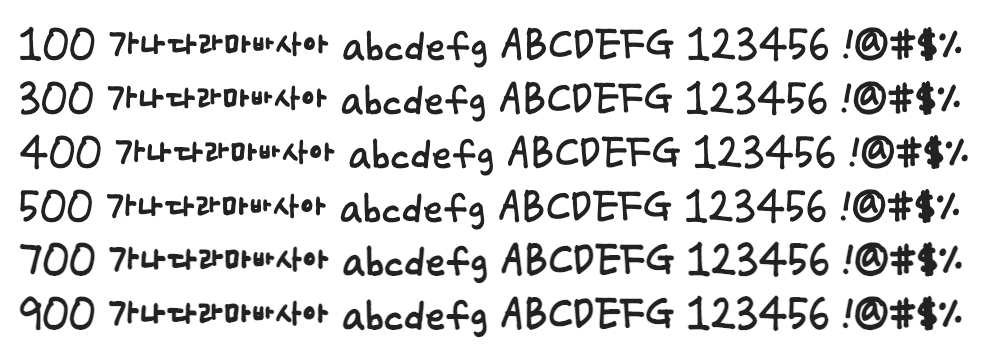 100 가나다라마바사아 abcdefg ABCDEFG 123456 !@#$%
300 가나다라마바사아 abcdefg ABCDEFG 123456 !@#$%
400 가나다라마바사아 abcdefg ABCDEFG 123456 !@#$%
500 가나다라마바사아 abcdefg ABCDEFG 123456 !@#$%
700 가나다라마바사아 abcdefg ABCDEFG 123456 !@#$%
900 가나다라마바사아 abcdefg ABCDEFG 123456 !@#$%